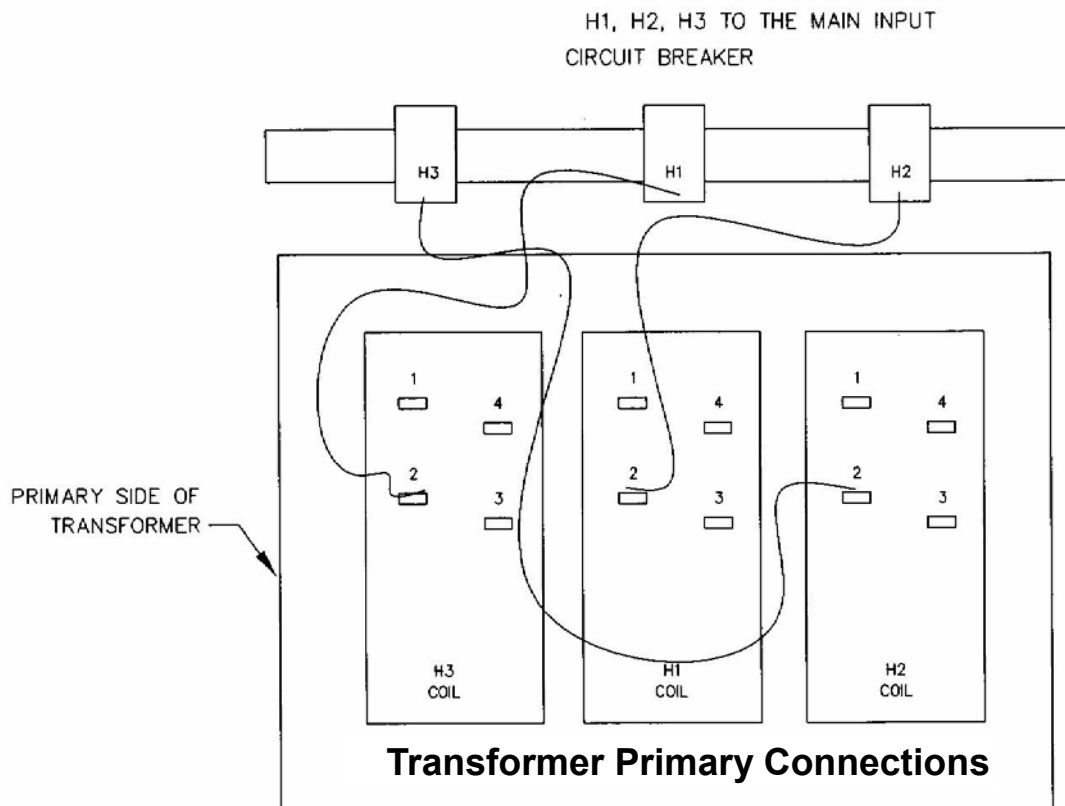 H1, H2, H3 TO THE MAIN INPUT
CIRCUIT BREAKER
H3
H1
H2
1
4
2
3
1
4
2
3
1
4
2
3
PRIMARY SIDE OF
TRANSFORMER
H3
COIL
H1
COIL
H2
COIL
Transformer Primary Connections